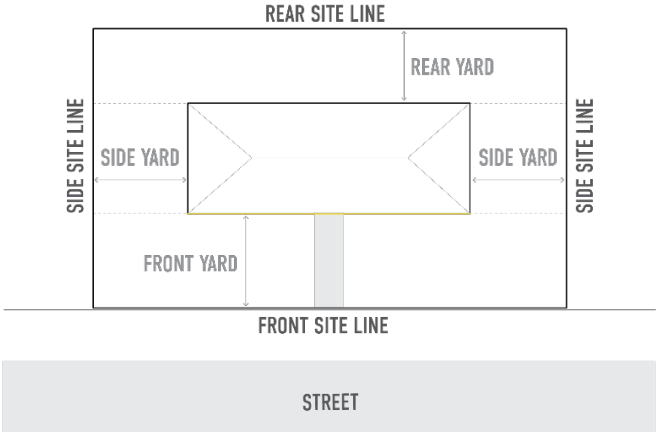 REAR SITE LINE
REAR YARD
SIDE SITE LINE
SIDE YARD
SIDE YARD
SIDE SITE LINE
FRONT YARD
FRONT SITE LINE
STREET